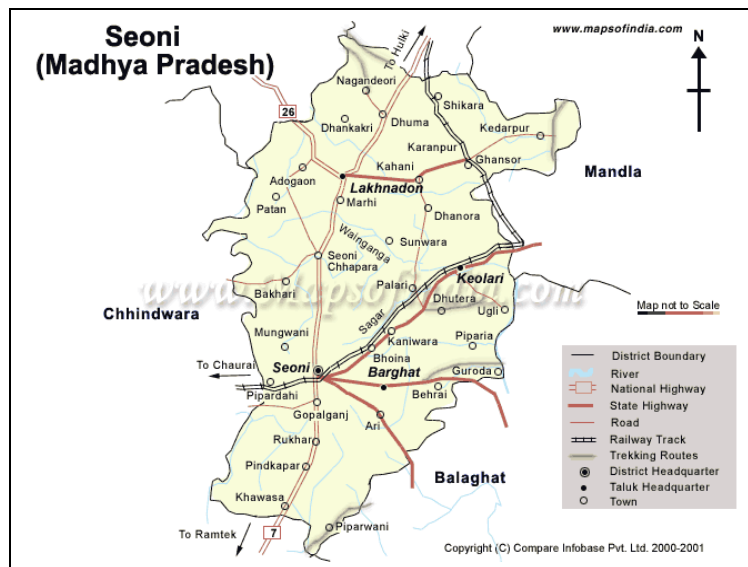 Seoni
(Madhya Pradesh)
www.mapsofindia.com
N
To Hulki
Nagandeori
Shikara
26
Dhankakri
Dhuma
Kedarpur
Karanpur
Kahani
Ghansor
Mandla
Adogaon
Lakhnadon
Patan
Marhi
Dhanora
Wainganga
Sunwara
Seoni
Chhapara
Keolari
Bakhari
Palari
www.Mapsofindia.com
Dhutera
Ugli
Chhindwara
Sagar
Map not to Scale
Mungwani
Kaniwara
Piparia
To Chaurai
Seoni
Bhoina
Barghat
Guroda
Pipardahi
Behrai
Gopalganj
Ari
Rukhar
Pindkapar
Balaghat
Khawasa
To Ramtek
7
Piparwani
District Boundary
River
National Highway
State Highway
Road
Railway Track
Trekking Routes
District Headquarter
Taluk Headquarter
Town
Copyright (C) Compare Infobase Pvt. Ltd. 2000-2001